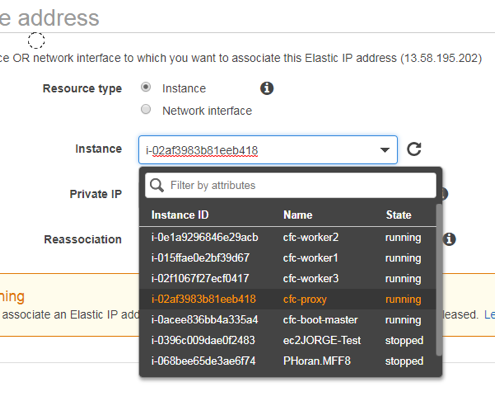 e address
ce OR network interface to which you want to associate this Elastic IP address (13.58.195.202)
Resource type Instance
Network interface
Instance i-02af3983b81eeb418
Filter by attributes
Private IP
Instance ID Name State
i-0e1a9296846e29acb cfc-worker2 running
Reassociation
i-015ffae0e2bf39d67 cfc-worker1 running
i-02f1067f27ecf0417 cfc-worker3 running
ning
i-02af3983b81eeb418 cfc-proxy running
associate an Elastic IP add
i-0acee836bb4a335a4 cfc-boot-master running
eleased. Le
i-0396c009dae0f2483 ec2JORGE-Test stopped
i-068bee65de3ae6f74 PHoran.MFF8 stopped